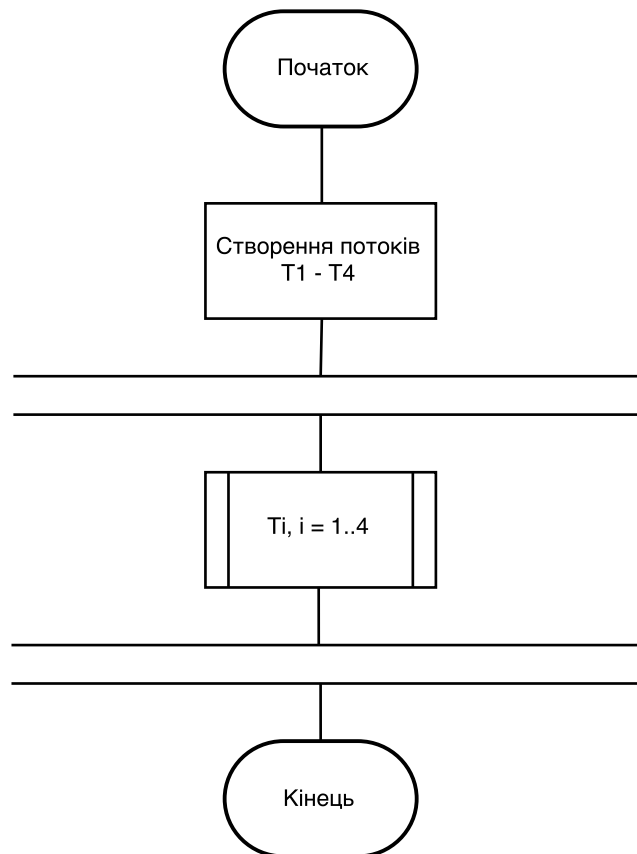 Початок
Створення потоків
T1 - T4
Ti, i = 1..4
Кінець